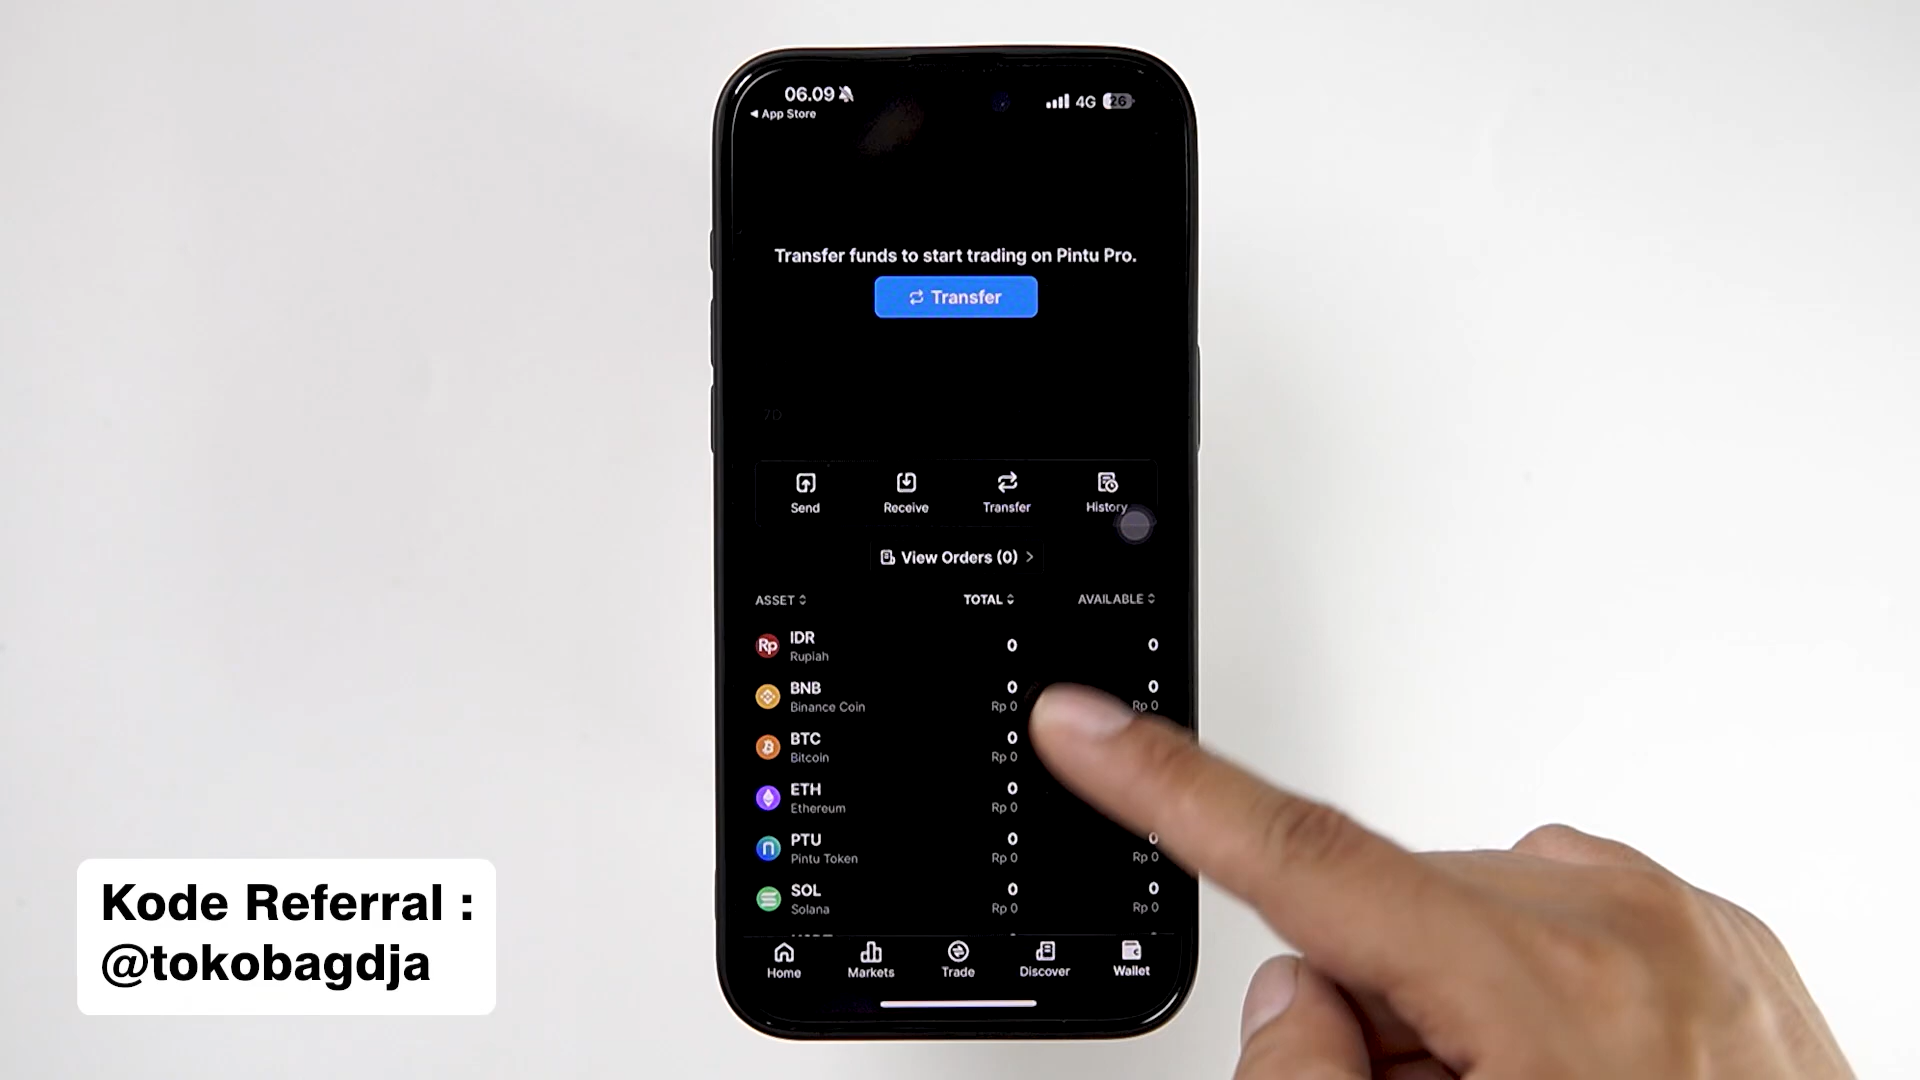 06.09
App Store
4G 26
Transfer funds to start trading on Pintu Pro.
Transfer
7D
Send Receive Transfer History
View Orders (0)
ASSET TOTAL AVAILABLE
IDR 0 0
Rupiah
BNB 0 0
Binance Coin Rp 0 Rp 0
BTC 0
Bitcoin Rp 0
ETH 0
Ethereum Rp 0
PTU 0 0
Pintu Token Rp 0 Rp 0
SOL 0 0
Solana Rp 0 Rp 0
Home Markets Trade Discover Wallet
Kode Referral :
@tokobagdja